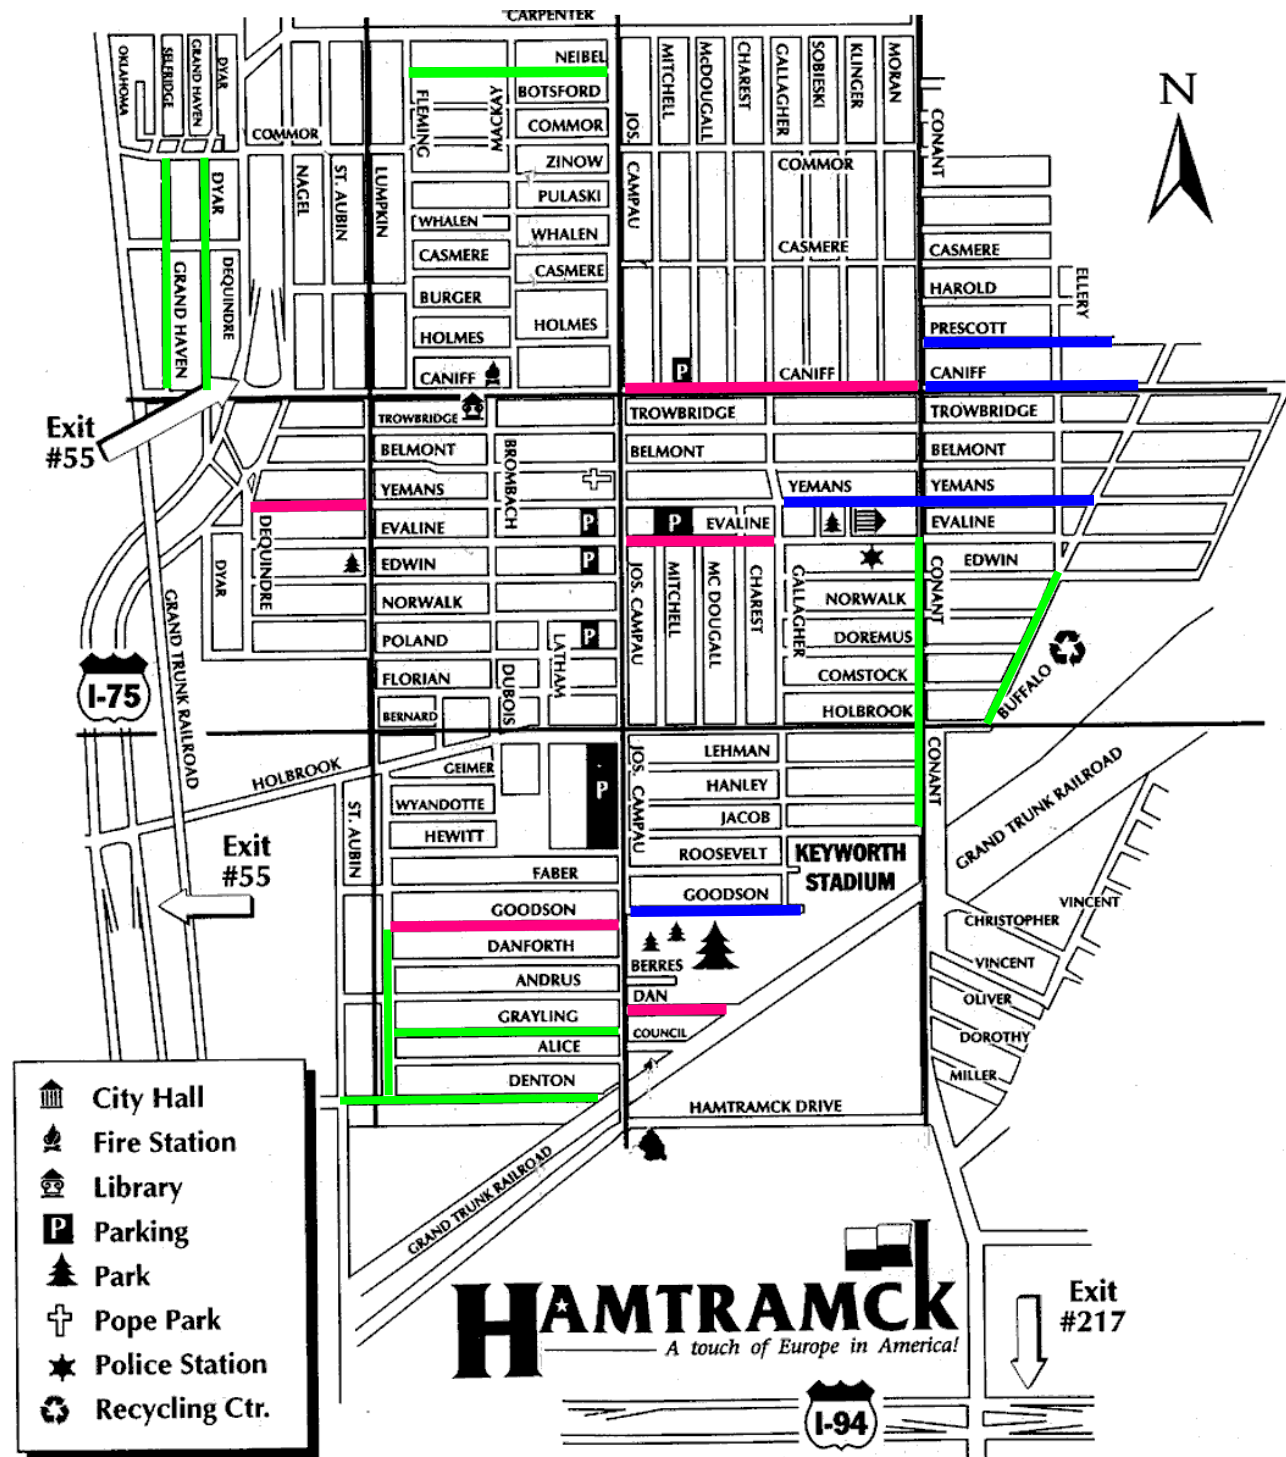 CARPENTER
OKLAHOMA
SELFRIDGE
GRAND HAVEN
DYAR
NEIBEL
BOTSFORD
COMMOR
ZINOW
PULASKI
WHALEN
CASMERE
HOLMES
FLEMING
MACKAY
JOS. CAMPAU
MITCHELL
McDOUGALL
CHAREST
GALLAGHER
SOBIESKI
KLINGER
MORAN
CONANT
N
COMMOR
COMMOR
DYAR
NAGEL
ST. AUBIN
LUMPKIN
WHALEN
CASMERE
BURGER
HOLMES
CANIFF
CASMERE
CASMERE
HAROLD
PRESCOTT
CANIFF
ELLERY
GRAND HAVEN
DEQUINDRE
CANIFF
P
Exit
#55
TROWBRIDGE
BELMONT
YEMANS
EVALINE
EDWIN
NORWALK
POLAND
FLORIAN
BERNARD
BROMBACH
TROWBRIDGE
BELMONT
YEMANS
TROWBRIDGE
BELMONT
YEMANS
EVALINE
EDWIN
P
P
EVALINE
P
P
DEQUINDRE
DYAR
GRAND TRUNK RAILROAD
I-75
LATHAM
DUBOIS
JOS. CAMPAU
MITCHELL
MC DOUGALL
CHAREST
GALLAGHER
NORWALK
DOREMUS
COMSTOCK
HOLBROOK
CONANT
BUFFALO
HOLBROOK
GEIMER
WYANDOTTE
HEWITT
FABER
GOODSON
DANFORTH
ANDRUS
GRAYLING
ALICE
DENTON
P
JOS. CAMPAU
LEHMAN
HANLEY
JACOB
ROOSEVELT
GOODSON
KEYWORTH
STADIUM
CONANT
GRAND TRUNK RAILROAD
Exit
#55
ST. AUBIN
BERRES
DAN
COUNCIL
CHRISTOPHER
VINCENT
VINCENT
OLIVER
DOROTHY
MILLER
HAMTRAMCK DRIVE
GRAND TRUNK RAILROAD
City Hall
Fire Station
Library
P Parking
Park
Pope Park
Police Station
Recycling Ctr.
HAMTRAMCK
A touch of Europe in America!
Exit
#217
I-94